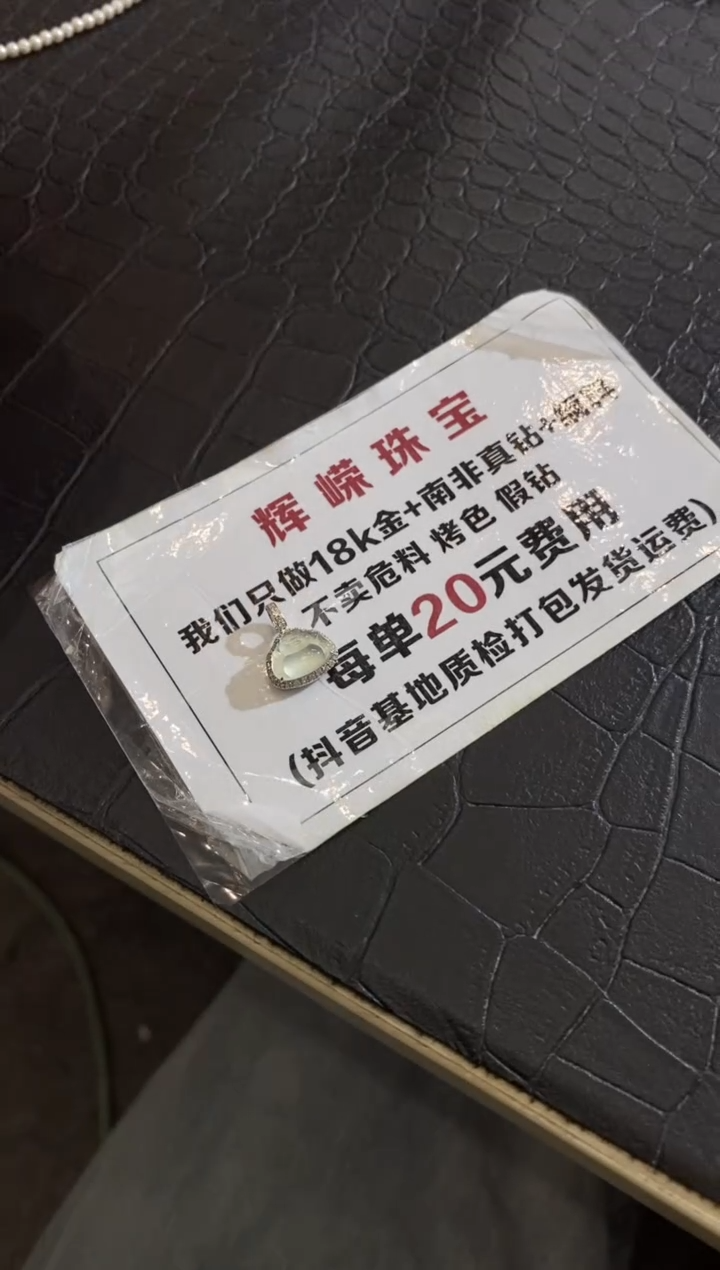 辉嵘珠宝
我们只做18k金+南非真钻+缅翠
不卖危料 烤色 假钻
每单20元费用
(抖音基地质检打包发货运费)